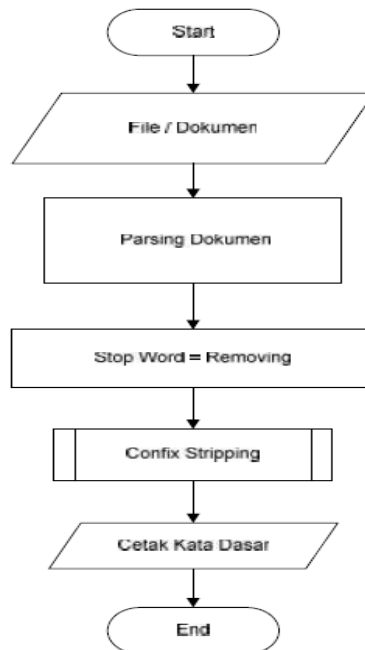 Start
File / Dokumen
Parsing Dokumen
Stop Word = Removing
Confix Stripping
Cetak Kata Dasar
End